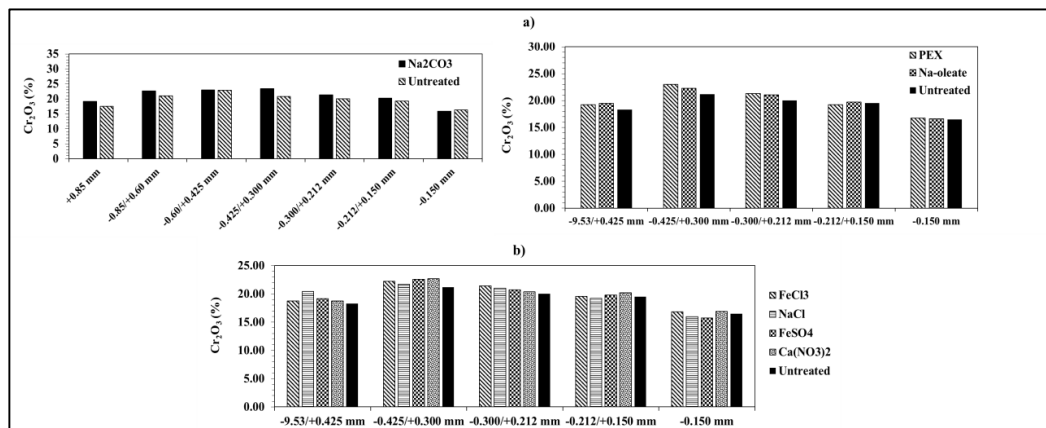 a)
35
30
25
20
15
10
5
0
Cr₂O₃ (%)
Na2CO3
Untreated
+0.85 mm
-0.85/+0.60 mm
-0.60/+0.425 mm
-0.425/+0.300 mm
-0.300/+0.212 mm
-0.212/+0.150 mm
-0.150 mm
30.00
25.00
20.00
15.00
10.00
5.00
0.00
Cr₂O₃ (%)
PEX
Na-oleate
Untreated
-9.53/+0.425 mm
-0.425/+0.300 mm
-0.300/+0.212 mm
-0.212/+0.150 mm
-0.150 mm
b)
25.00
20.00
15.00
10.00
5.00
0.00
Cr₂O₃ (%)
FeCl3
NaCl
FeSO4
Ca(NO3)2
Untreated
-9.53/+0.425 mm
-0.425/+0.300 mm
-0.300/+0.212 mm
-0.212/+0.150 mm
-0.150 mm